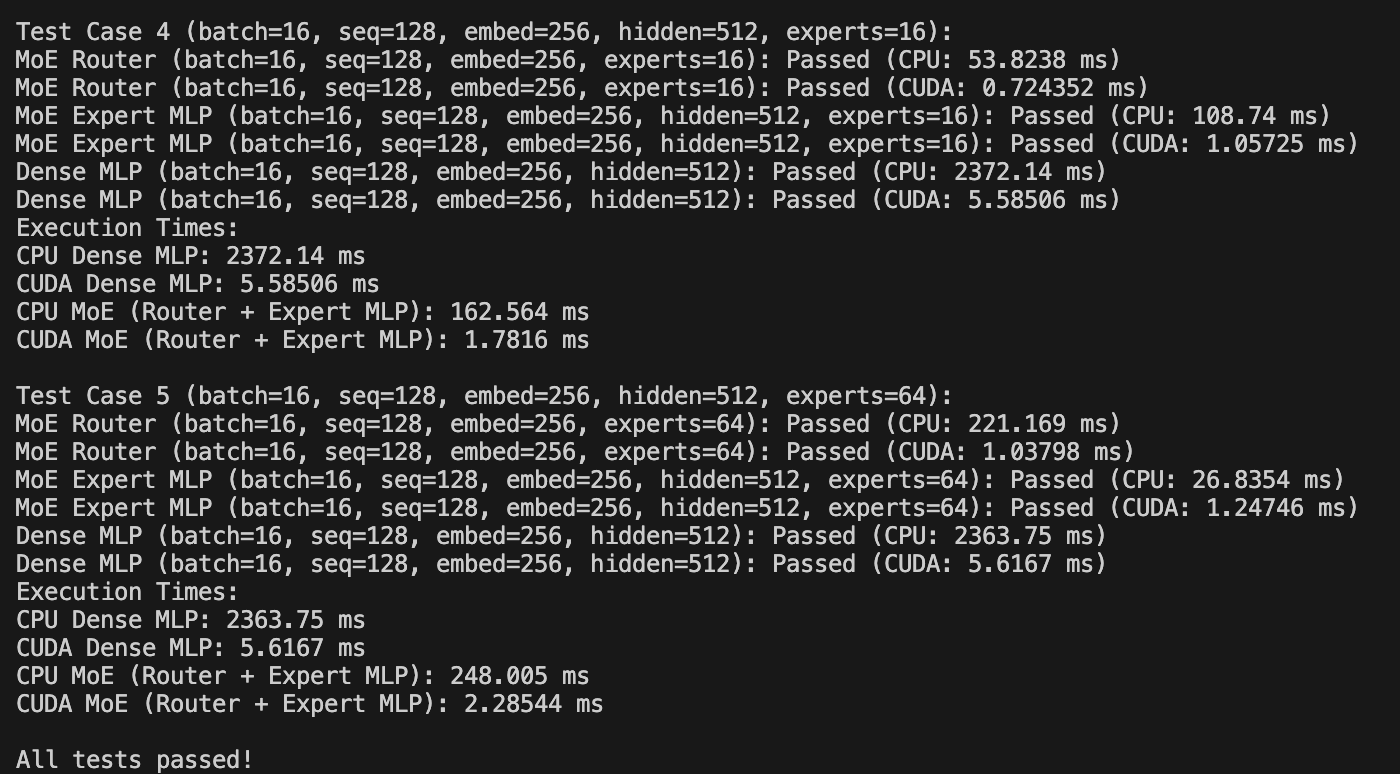 Test Case 4 (batch=16, seq=128, embed=256, hidden=512, experts=16):
MoE Router (batch=16, seq=128, embed=256, experts=16): Passed (CPU: 53.8238 ms)
MoE Router (batch=16, seq=128, embed=256, experts=16): Passed (CUDA: 0.724352 ms)
MoE Expert MLP (batch=16, seq=128, embed=256, hidden=512, experts=16): Passed (CPU: 108.74 ms)
MoE Expert MLP (batch=16, seq=128, embed=256, hidden=512, experts=16): Passed (CUDA: 1.05725 ms)
Dense MLP (batch=16, seq=128, embed=256, hidden=512): Passed (CPU: 2372.14 ms)
Dense MLP (batch=16, seq=128, embed=256, hidden=512): Passed (CUDA: 5.58506 ms)
Execution Times:
CPU Dense MLP: 2372.14 ms
CUDA Dense MLP: 5.58506 ms
CPU MoE (Router + Expert MLP): 162.564 ms
CUDA MoE (Router + Expert MLP): 1.7816 ms
Test Case 5 (batch=16, seq=128, embed=256, hidden=512, experts=64):
MoE Router (batch=16, seq=128, embed=256, experts=64): Passed (CPU: 221.169 ms)
MoE Router (batch=16, seq=128, embed=256, experts=64): Passed (CUDA: 1.03798 ms)
MoE Expert MLP (batch=16, seq=128, embed=256, hidden=512, experts=64): Passed (CPU: 26.8354 ms)
MoE Expert MLP (batch=16, seq=128, embed=256, hidden=512, experts=64): Passed (CUDA: 1.24746 ms)
Dense MLP (batch=16, seq=128, embed=256, hidden=512): Passed (CPU: 2363.75 ms)
Dense MLP (batch=16, seq=128, embed=256, hidden=512): Passed (CUDA: 5.6167 ms)
Execution Times:
CPU Dense MLP: 2363.75 ms
CUDA Dense MLP: 5.6167 ms
CPU MoE (Router + Expert MLP): 248.005 ms
CUDA MoE (Router + Expert MLP): 2.28544 ms
All tests passed!